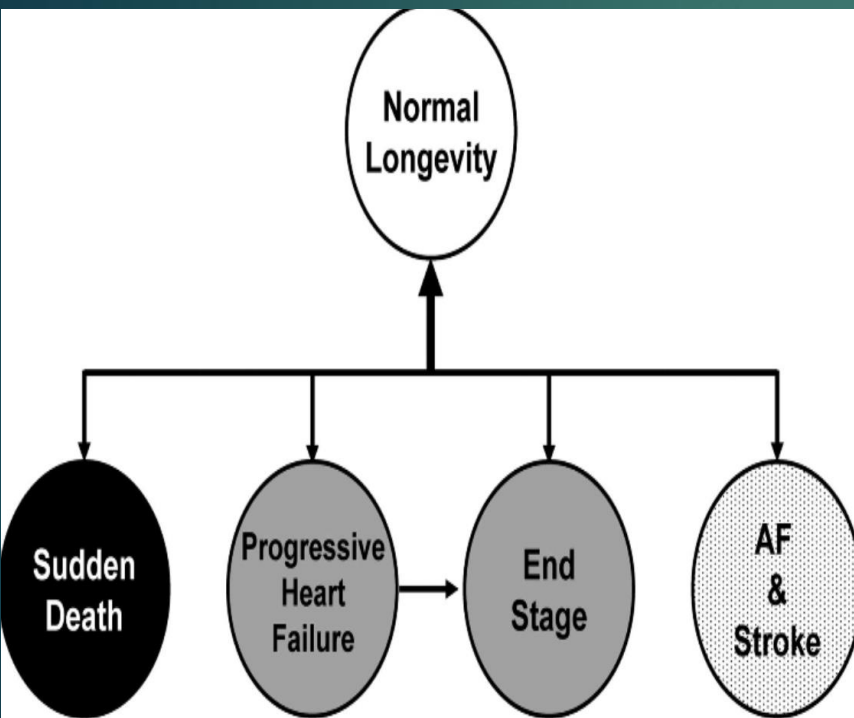 Normal
Longevity
Sudden
Death
Progressive
Heart
Failure
End
Stage
AF
&
Stroke